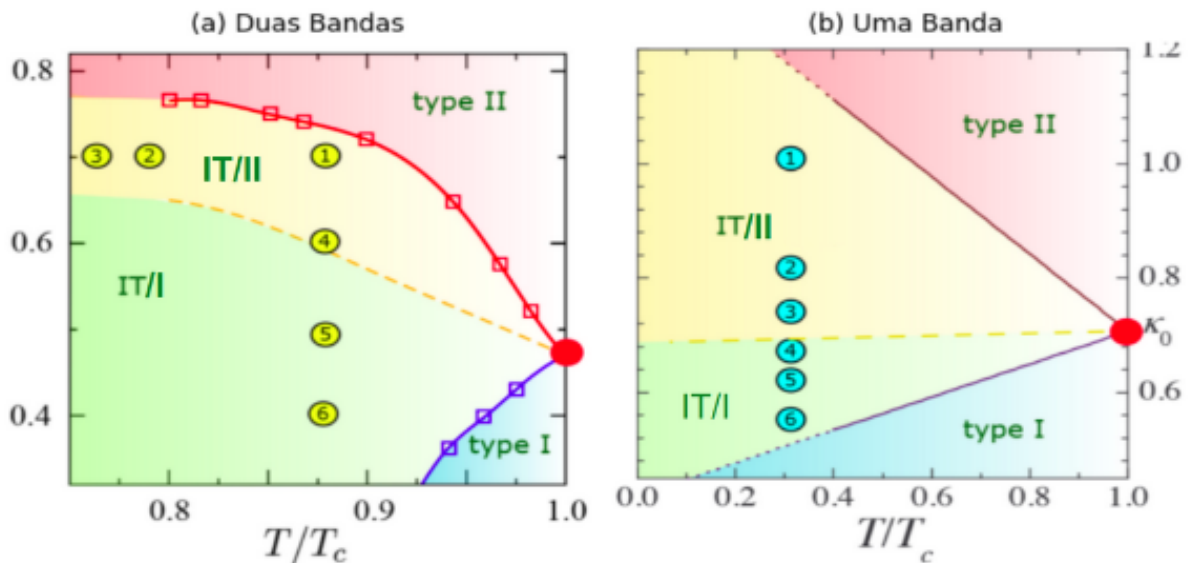 (a) Duas Bandas
0.8
0.6
0.4
type II
IT/II
IT/I
type I
3
2
1
4
5
6
0.8
0.9
1.0
T/Tc
(b) Uma Banda
1.2
1.0
0.8
κ0
0.6
type II
IT/II
IT/I
type I
1
2
3
4
5
6
0.0
0.2
0.4
0.6
0.8
1.0
T/Tc